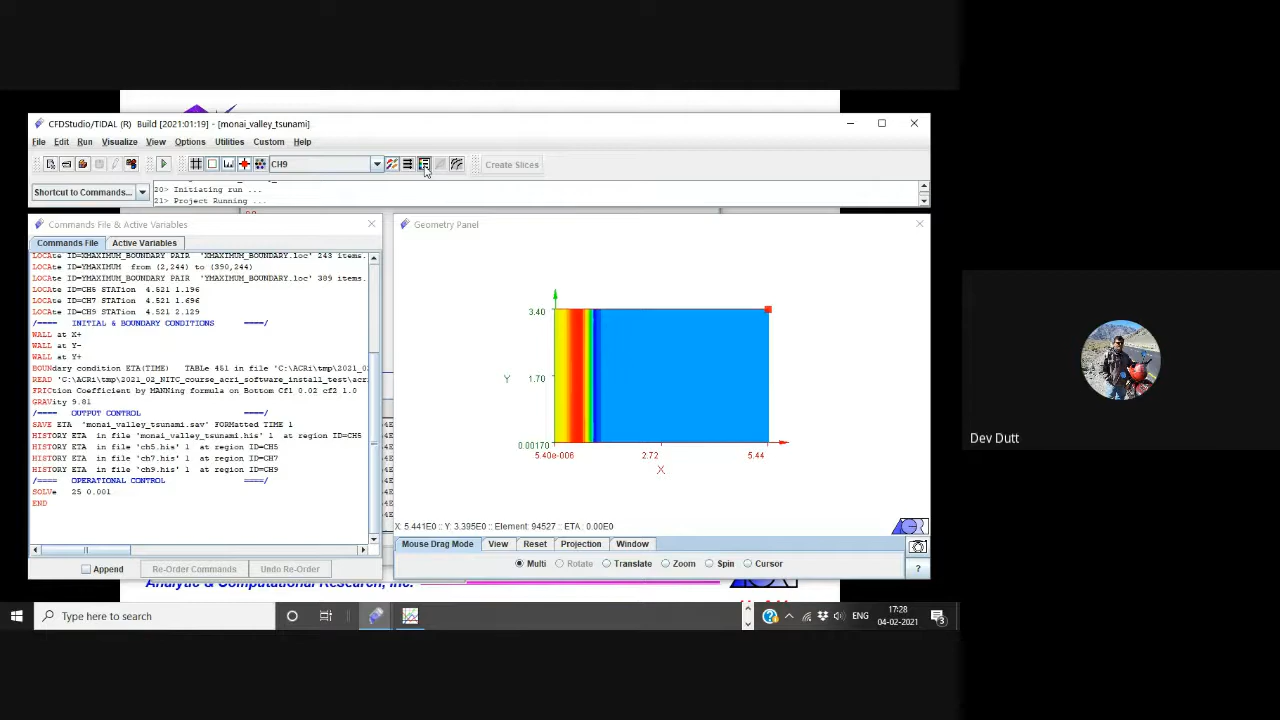 CFDStudio/TIDAL (R) Build [2021:01:19] - [monai_valley_tsunami]
File Edit Run Visualize View Options Utilities Custom Help
CH9
Create Slices
Shortcut to Commands...
20> Initiating run ...
21> Project Running ...
Commands File & Active Variables
Commands File Active Variables
LOCAte ID=XMAXIMUM_BOUNDARY PAIR 'XMAXIMUM_BOUNDARY.loc' 243 items.
LOCAte ID=YMAXIMUM from (2,244) to (390,244)
LOCAte ID=YMAXIMUM_BOUNDARY PAIR 'YMAXIMUM_BOUNDARY.loc' 389 items.
LOCAte ID=CH5 STATion 4.521 1.196
LOCAte ID=CH7 STATion 4.521 1.696
LOCAte ID=CH9 STATion 4.521 2.129
/==== INITIAL & BOUNDARY CONDITIONS ====/
WALL at X+
WALL at Y-
WALL at Y+
BOUNdary condition ETA(TIME) TABLe 451 in file 'C:\ACRi\tmp\2021_02
READ 'C:\ACRi\tmp\2021_02_NITC_course_acri_software_install_test\acr
FRICtion Coefficient by MANNing formula on Bottom Cf1 0.02 cf2 1.0
GRAVity 9.81
/==== OUTPUT CONTROL ====/
SAVE ETA 'monai_valley_tsunami.sav' FORMatted TIME 1
HISTORY ETA in file 'monai_valley_tsunami.his' 1 at region ID=CH5
HISTORY ETA in file 'ch5.his' 1 at region ID=CH5
HISTORY ETA in file 'ch7.his' 1 at region ID=CH7
HISTORY ETA in file 'ch9.his' 1 at region ID=CH9
/==== OPERATIONAL CONTROL ====/
SOLVe 25 0.001
END
Append Re-Order Commands Undo Re-Order
Geometry Panel
3.40
Y 1.70
0.00170
5.40e-006 2.72 5.44
X
X: 5.441E0 :: Y: 3.395E0 :: Element: 94527 :: ETA : 0.00E0
Mouse Drag Mode View Reset Projection Window
Multi Rotate Translate Zoom Spin Cursor
?
Analytic & Computational Research, Inc.
Type here to search
ENG
17:28
04-02-2021
3
Dev Dutt